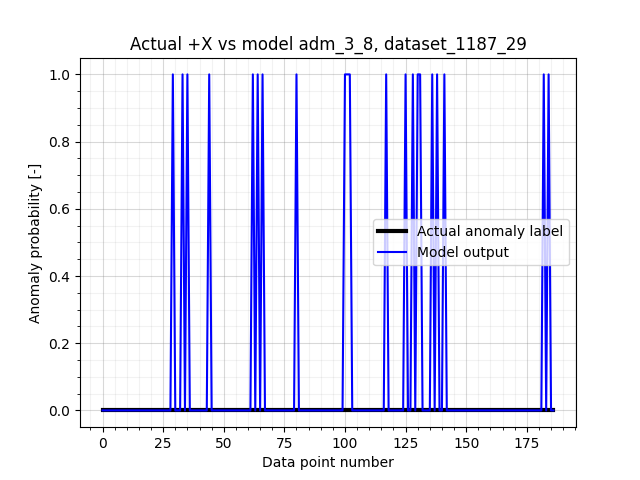 Actual +X vs model adm_3_8, dataset_1187_29
Anomaly probability [-]
1.0
0.8
0.6
0.4
0.2
0.0
Actual anomaly label
Model output
0 25 50 75 100 125 150 175
Data point number